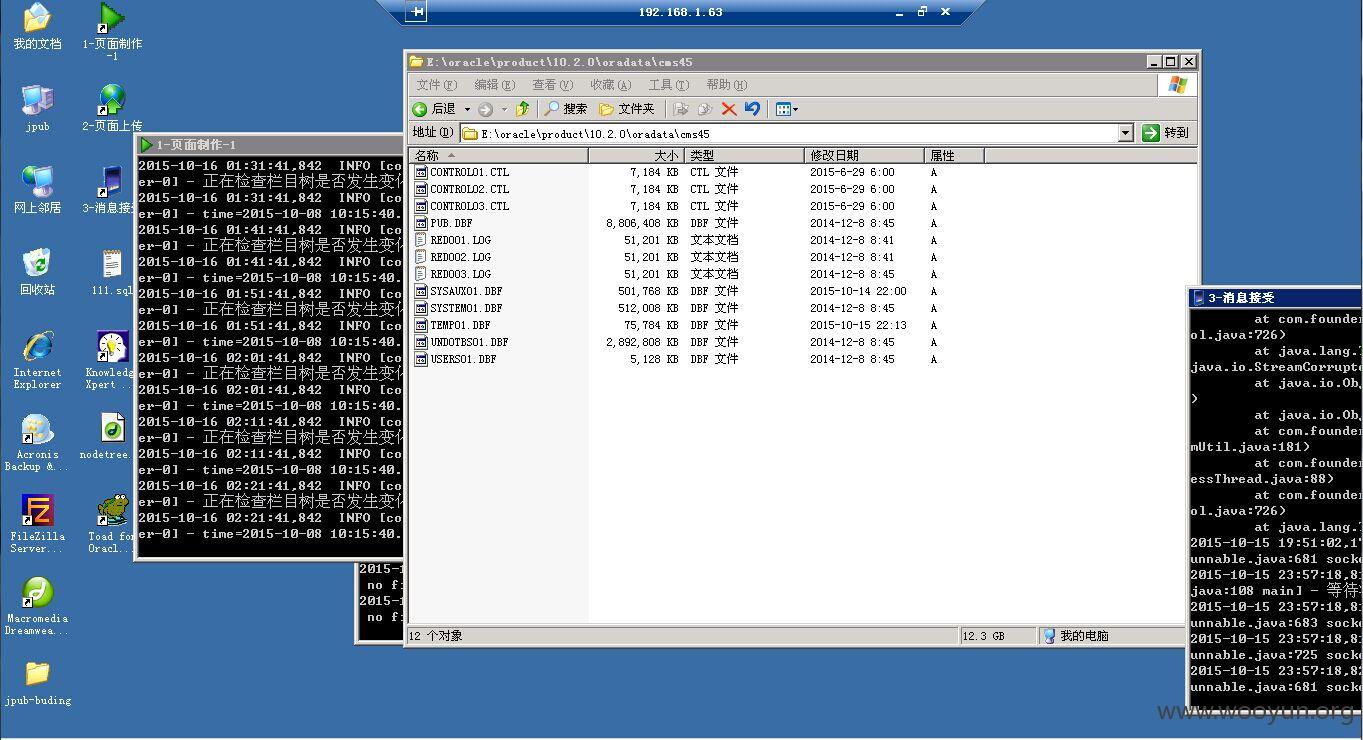 192.168.1.63
我的文档
1-页面制作
-1
jpub
2-页面上传
网上邻居
3-消息接受
回收站
111.sql
Internet
Explorer
Knowledg
Xpert ...
Acronis
Backup &...
nodetree.
FileZilla
Server...
Toad for
Oracl...
Macromedia
Dreamwea...
jpub-buding
1-页面制作-1
2015-10-16 01:31:41,842 INFO [co
er-0] - 正在检查栏目树是否发生变化
2015-10-16 01:31:41,842 INFO [co
er-0] - time=2015-10-08 10:15:40.
2015-10-16 01:41:41,842 INFO [co
er-0] - 正在检查栏目树是否发生变化
2015-10-16 01:41:41,842 INFO [co
er-0] - time=2015-10-08 10:15:40.
2015-10-16 01:51:41,842 INFO [co
er-0] - 正在检查栏目树是否发生变化
2015-10-16 01:51:41,842 INFO [co
er-0] - time=2015-10-08 10:15:40.
2015-10-16 02:01:41,842 INFO [co
er-0] - 正在检查栏目树是否发生变化
2015-10-16 02:01:41,842 INFO [co
er-0] - time=2015-10-08 10:15:40.
2015-10-16 02:11:41,842 INFO [co
er-0] - 正在检查栏目树是否发生变化
2015-10-16 02:11:41,842 INFO [co
er-0] - time=2015-10-08 10:15:40.
2015-10-16 02:21:41,842 INFO [co
er-0] - 正在检查栏目树是否发生变化
2015-10-16 02:21:41,842 INFO [co
er-0] - time=2015-10-08 10:15:40.
2015-1
no f
2015-1
no f
E:\oracle\product\10.2.0\oradata\cms45
文件(F) 编辑(E) 查看(V) 收藏(A) 工具(T) 帮助(H)
后退 搜索 文件夹
地址(D) E:\oracle\product\10.2.0\oradata\cms45 转到
名称 大小 类型 修改日期 属性
CONTROL01.CTL 7,184 KB CTL 文件 2015-6-29 6:00 A
CONTROL02.CTL 7,184 KB CTL 文件 2015-6-29 6:00 A
CONTROL03.CTL 7,184 KB CTL 文件 2015-6-29 6:00 A
PUB.DBF 8,806,408 KB DBF 文件 2014-12-8 8:45 A
REDO01.LOG 51,201 KB 文本文档 2014-12-8 8:41 A
REDO02.LOG 51,201 KB 文本文档 2014-12-8 8:41 A
REDO03.LOG 51,201 KB 文本文档 2014-12-8 8:45 A
SYSAUX01.DBF 501,768 KB DBF 文件 2015-10-14 22:00 A
SYSTEM01.DBF 512,008 KB DBF 文件 2014-12-8 8:45 A
TEMP01.DBF 75,784 KB DBF 文件 2015-10-15 22:13 A
UNDOTBS01.DBF 2,892,808 KB DBF 文件 2014-12-8 8:45 A
USERS01.DBF 5,128 KB DBF 文件 2014-12-8 8:45 A
12 个对象 12.3 GB 我的电脑
3-消息接受
at com.founder
ol.java:726)
at java.lang.T
java.io.StreamCorrupte
at java.io.Obj
)
at java.io.Obj
at com.founder
mUtil.java:181)
at com.founder
essThread.java:88)
at com.founder
ol.java:726)
at java.lang.T
2015-10-15 19:51:02,1
unnable.java:681 socke
2015-10-15 23:57:18,8
java:108 main] - 等待
2015-10-15 23:57:18,8
unnable.java:683 socke
2015-10-15 23:57:18,8
unnable.java:725 socke
2015-10-15 23:57:18,82
unnable.java:681 socke
www.wooyun.org